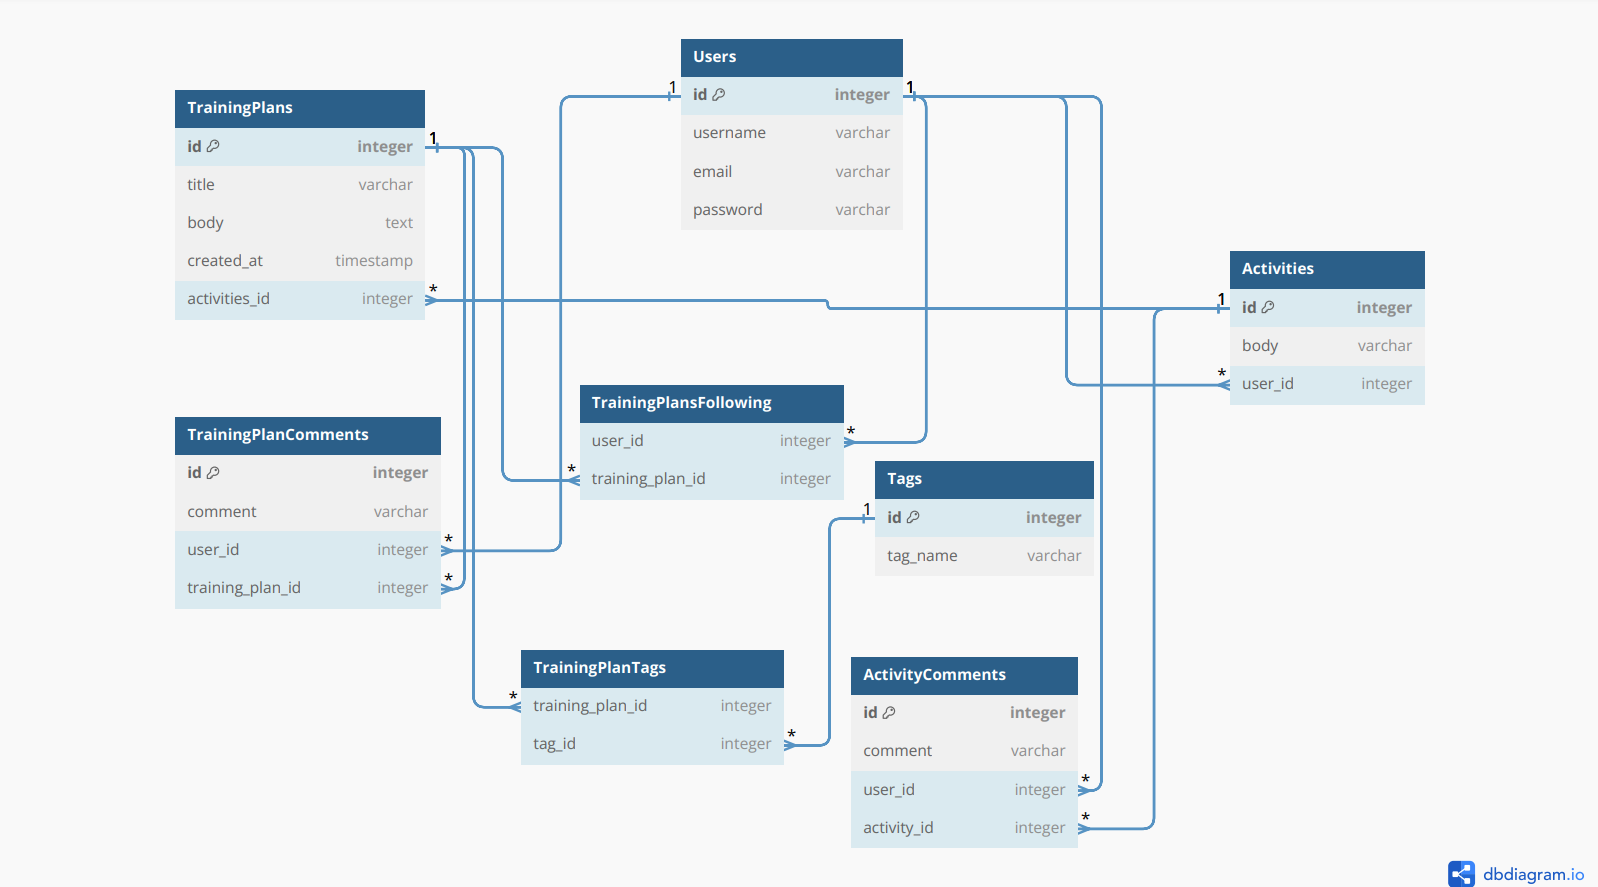 Users
id integer
username varchar
email varchar
password varchar
1
1
TrainingPlans
id integer
title varchar
body text
created_at timestamp
activities_id integer
1
*
Activities
id integer
body varchar
user_id integer
1
*
TrainingPlansFollowing
user_id integer
training_plan_id integer
*
*
TrainingPlanComments
id integer
comment varchar
user_id integer
training_plan_id integer
*
*
Tags
id integer
tag_name varchar
1
TrainingPlanTags
training_plan_id integer
tag_id integer
*
*
ActivityComments
id integer
comment varchar
user_id integer
activity_id integer
*
*
dbdiagram.io